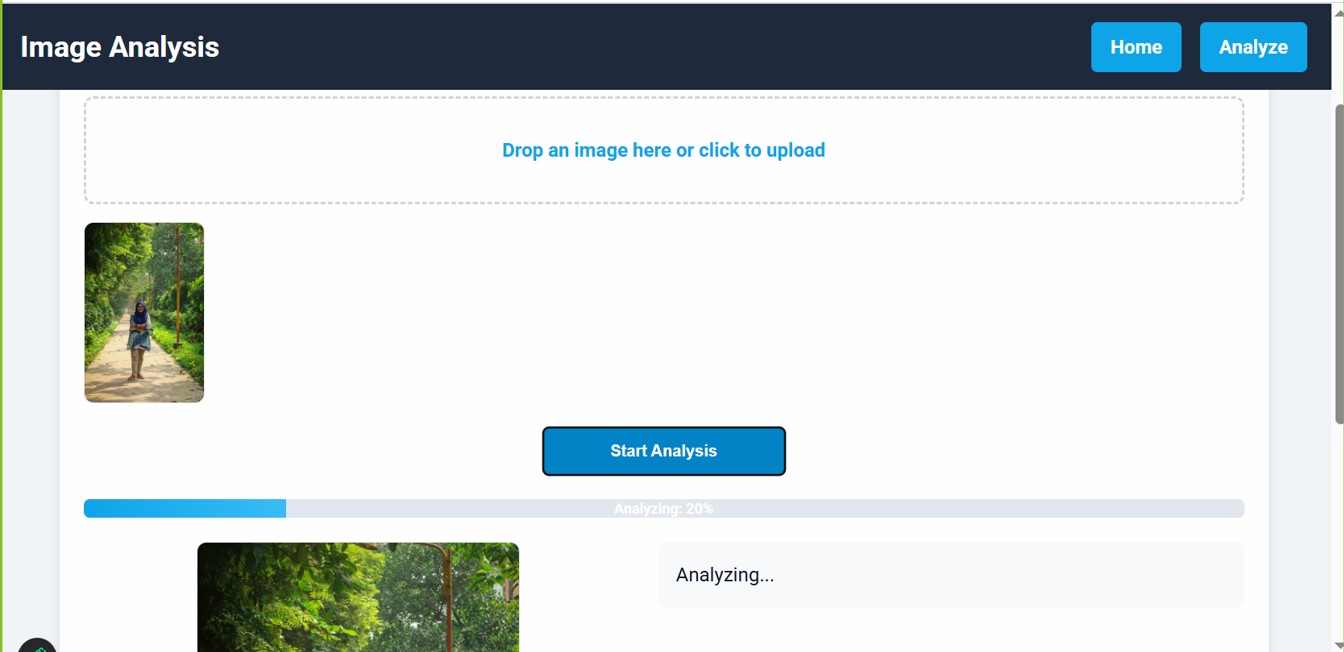 Image Analysis
Home
Analyze
Drop an image here or click to upload
Start Analysis
Analyzing: 20%
Analyzing...